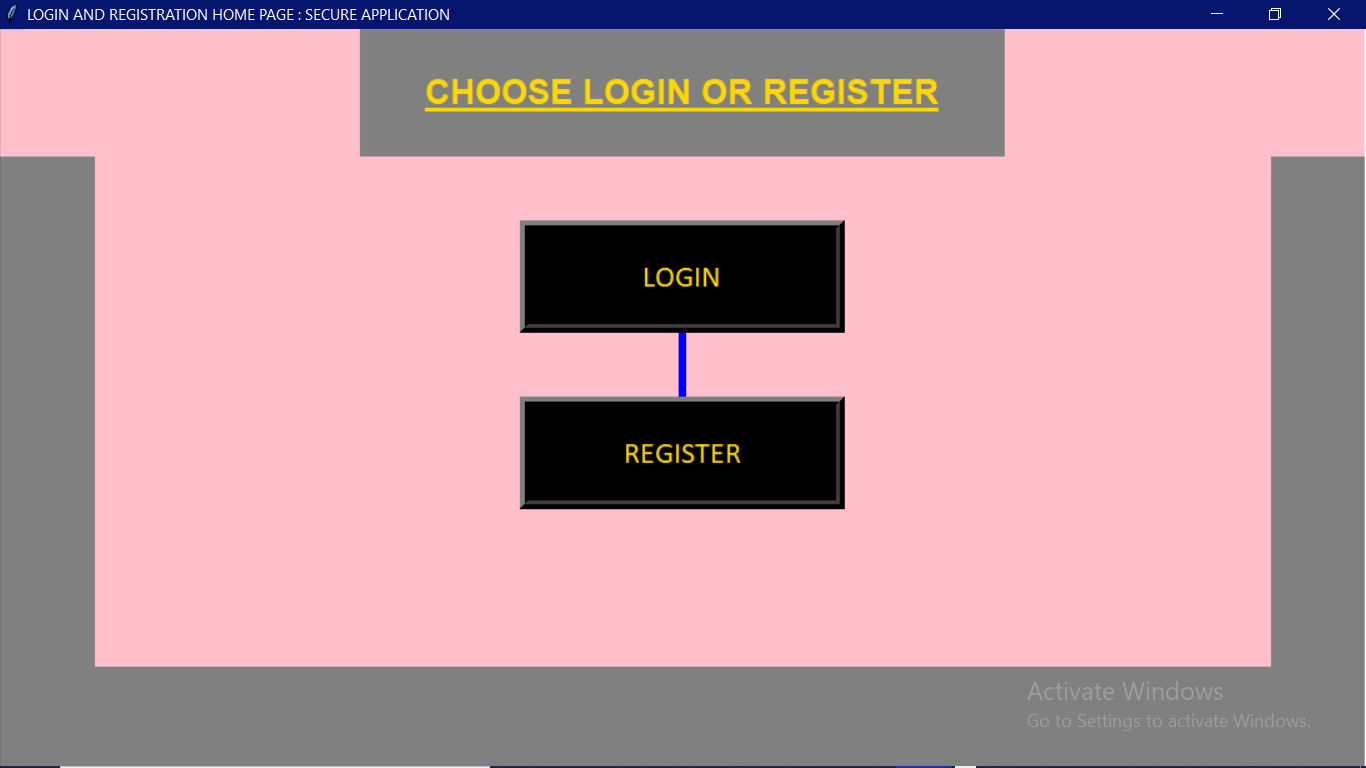 LOGIN AND REGISTRATION HOME PAGE : SECURE APPLICATION
CHOOSE LOGIN OR REGISTER
LOGIN
REGISTER
Activate Windows
Go to Settings to activate Windows.